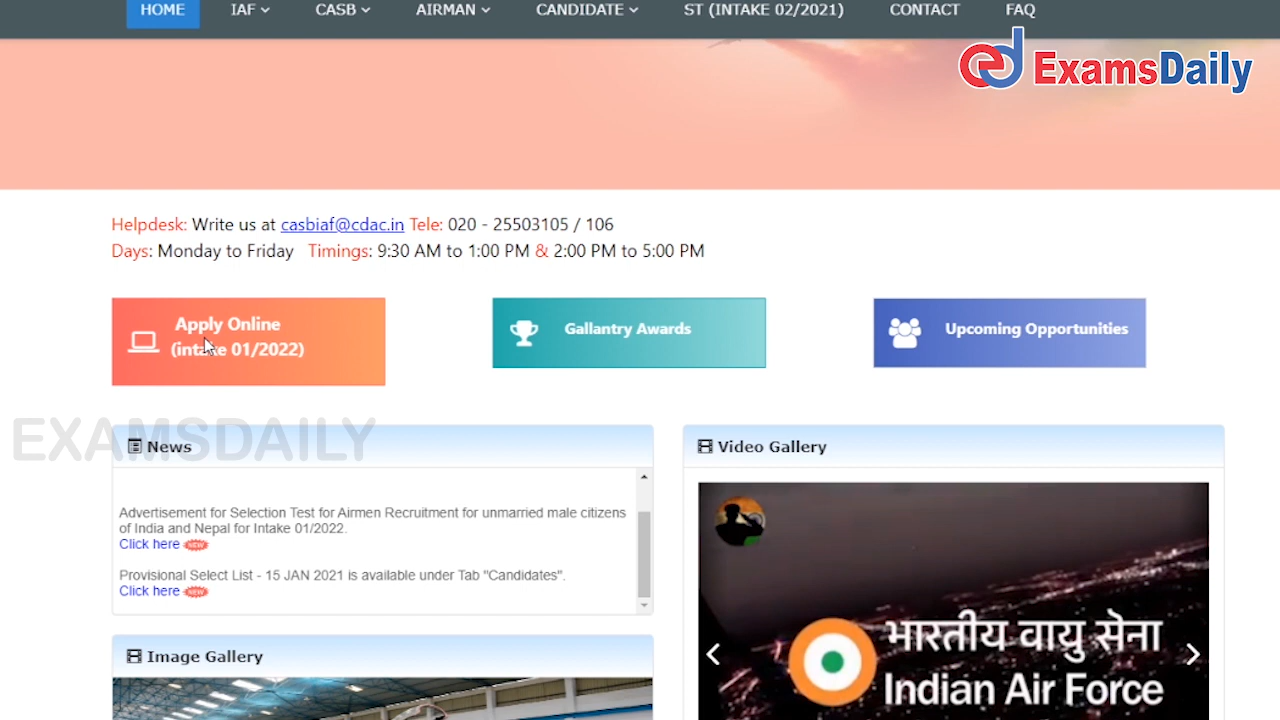 HOME IAF CASB AIRMAN CANDIDATE ST (INTAKE 02/2021) CONTACT FAQ
ExamsDaily
Helpdesk: Write us at casbiaf@cdac.in Tele: 020 - 25503105 / 106
Days: Monday to Friday Timings: 9:30 AM to 1:00 PM & 2:00 PM to 5:00 PM
Apply Online
(intake 01/2022)
Gallantry Awards
Upcoming Opportunities
EXAMSDAILY
News
Advertisement for Selection Test for Airmen Recruitment for unmarried male citizens
of India and Nepal for Intake 01/2022.
Click here NEW
Provisional Select List - 15 JAN 2021 is available under Tab "Candidates".
Click here NEW
Image Gallery
Video Gallery
भारतीय वायु सेना
Indian Air Force